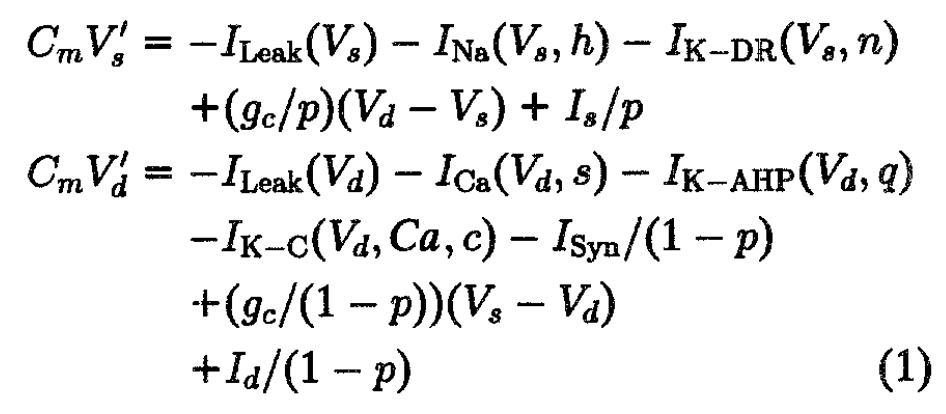 C_m V_s′ = −I_Leak(V_s) − I_Na(V_s, h) − I_K−DR(V_s, n)
+(g_c/p)(V_d − V_s) + I_s/p
C_m V_d′ = −I_Leak(V_d) − I_Ca(V_d, s) − I_K−AHP(V_d, q)
−I_K−C(V_d, Ca, c) − I_Syn/(1 − p)
+(g_c/(1 − p))(V_s − V_d)
+I_d/(1 − p) (1)